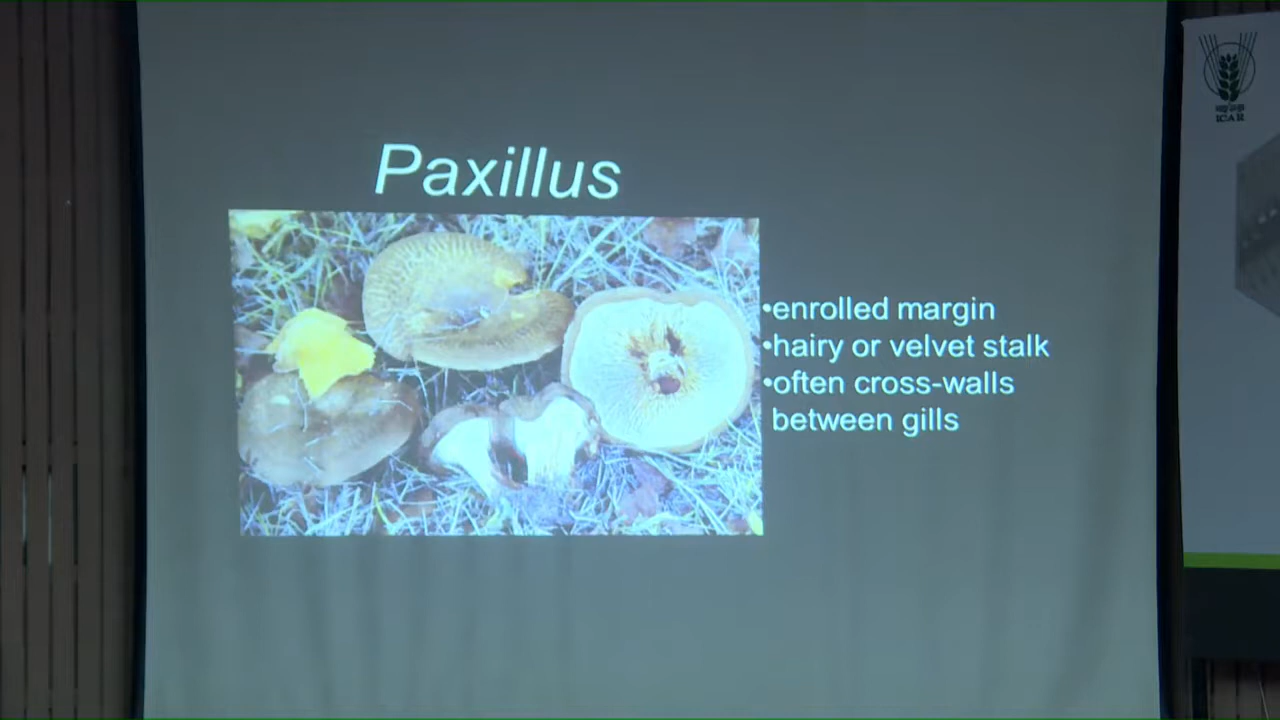 Paxillus
•enrolled margin
•hairy or velvet stalk
•often cross-walls
between gills
ICAR